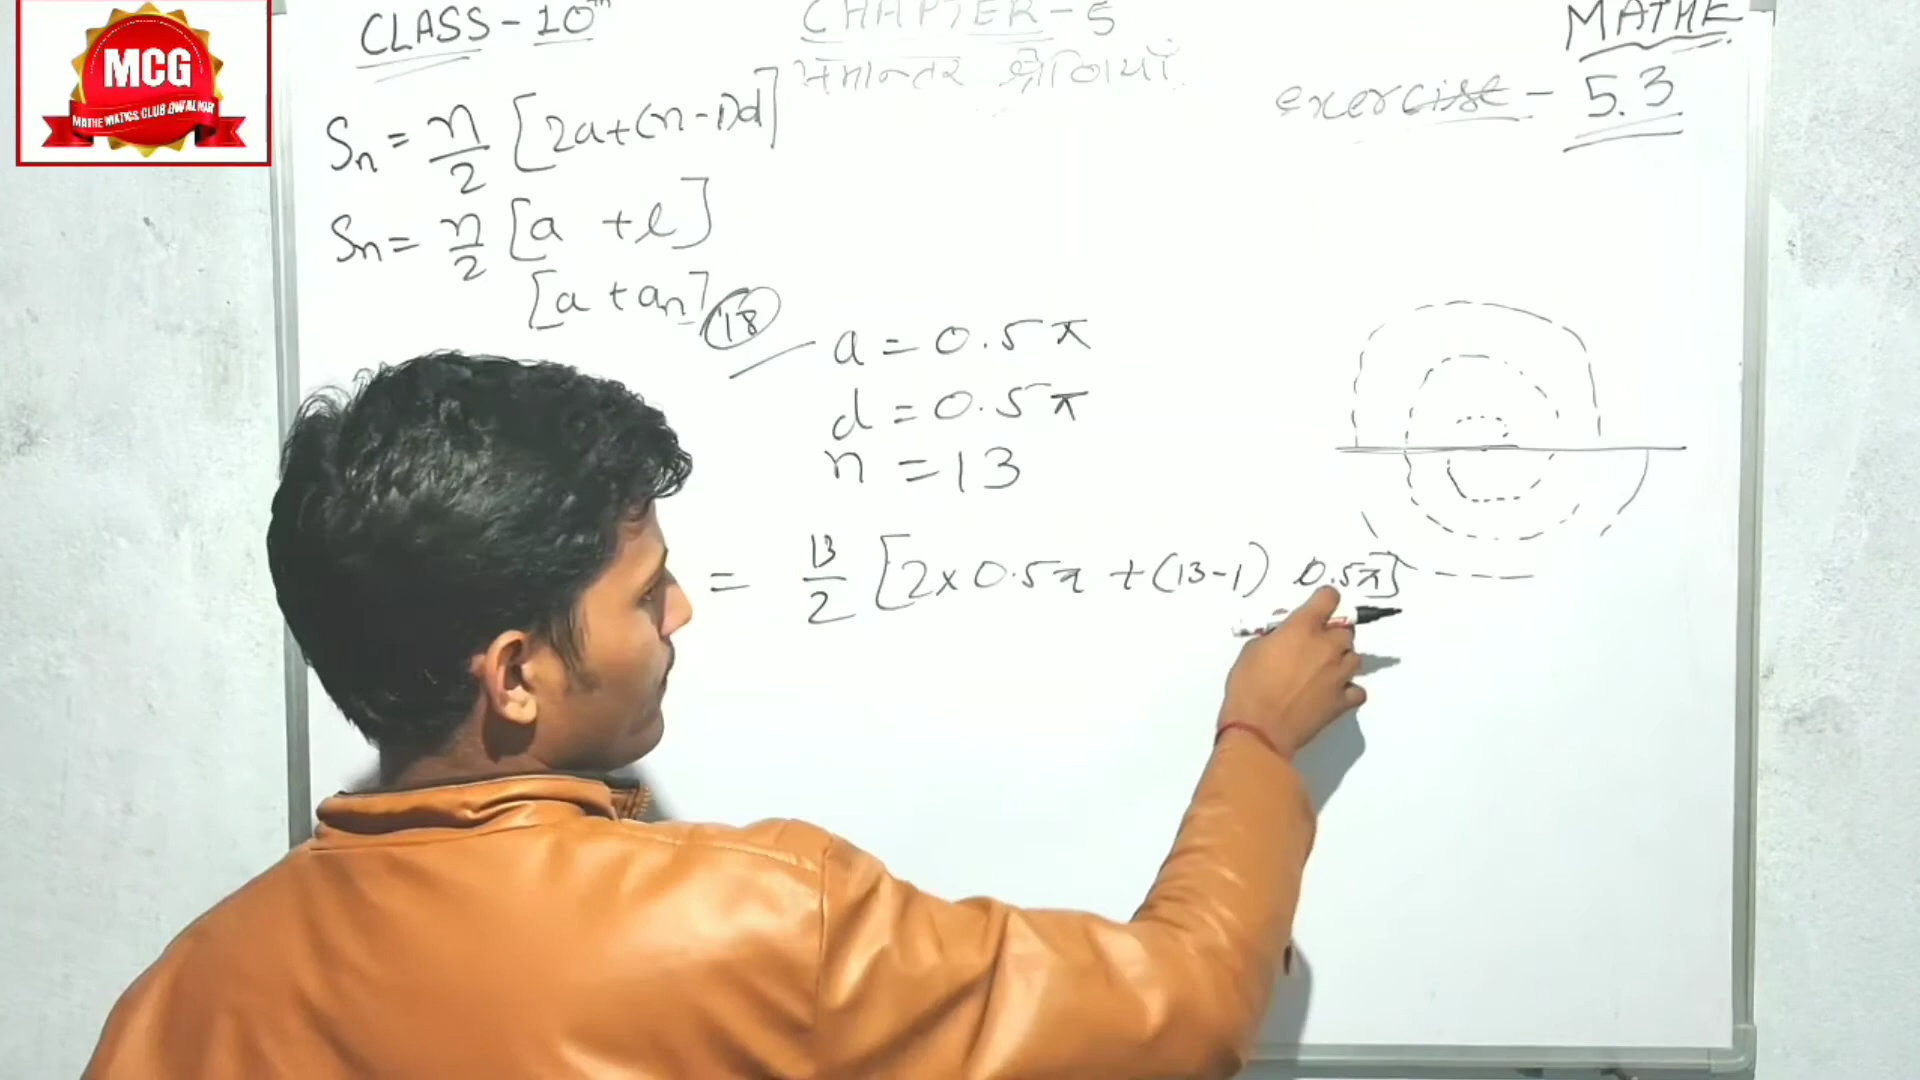 MCG
MATHEMATICS CLUB GWALIYAR
CLASS - 10th
CHAPTER - 5
समान्तर श्रेणियाँ
MATHE
exercise - 5.3
Sn = n/2 [2a+(n-1)d]
Sn = n/2 [a + l]
[a + an]
18
a = 0.5π
d = 0.5π
n = 13
= 13/2 [2×0.5π + (13-1) 0.5π]